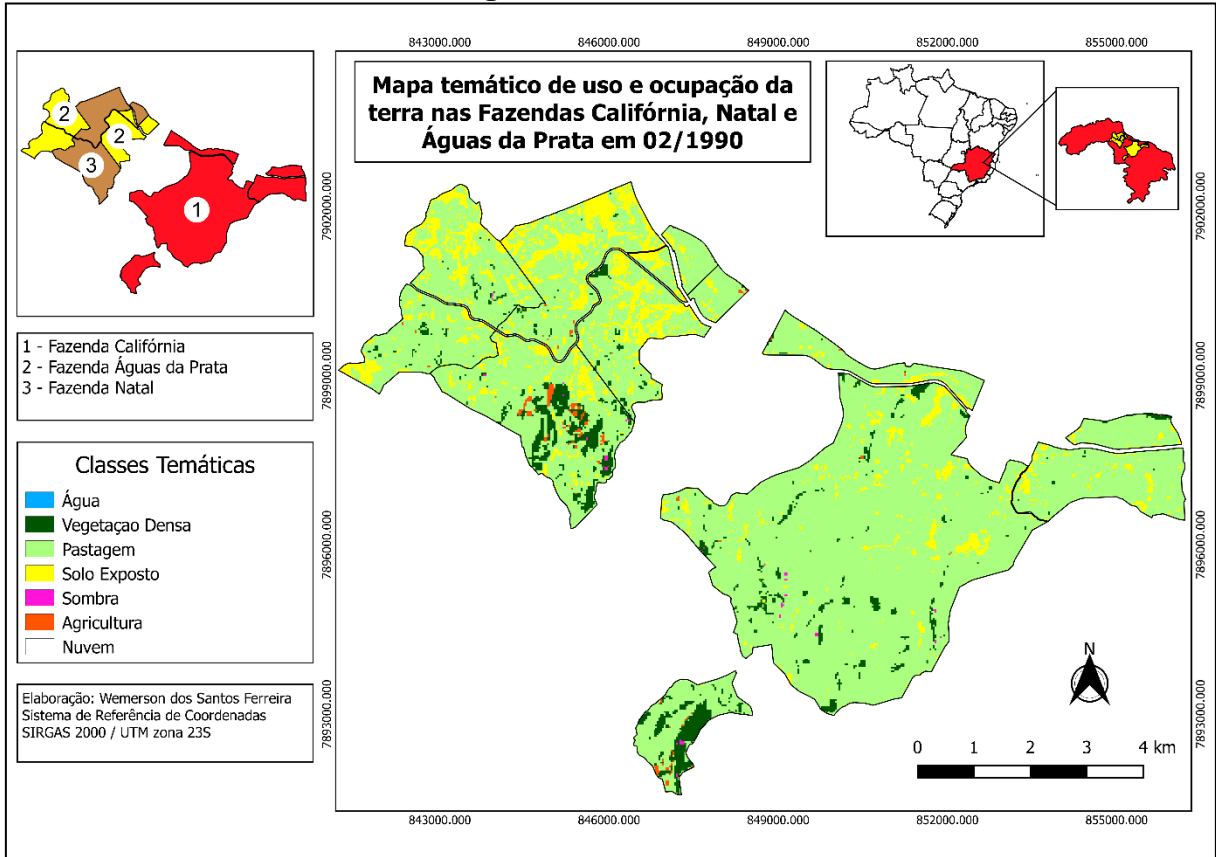 843000.000 846000.000 849000.000 852000.000 855000.000
Mapa temático de uso e ocupação da
terra nas Fazendas Califórnia, Natal e
Águas da Prata em 02/1990
2
2
3
1
1 - Fazenda Califórnia
2 - Fazenda Águas da Prata
3 - Fazenda Natal
Classes Temáticas
Água
Vegetaçao Densa
Pastagem
Solo Exposto
Sombra
Agricultura
Nuvem
Elaboração: Wemerson dos Santos Ferreira
Sistema de Referência de Coordenadas
SIRGAS 2000 / UTM zona 23S
7902000.000
7899000.000
7896000.000
7893000.000
7902000.000
7899000.000
7896000.000
7893000.000
N
0 1 2 3 4 km
843000.000 846000.000 849000.000 852000.000 855000.000